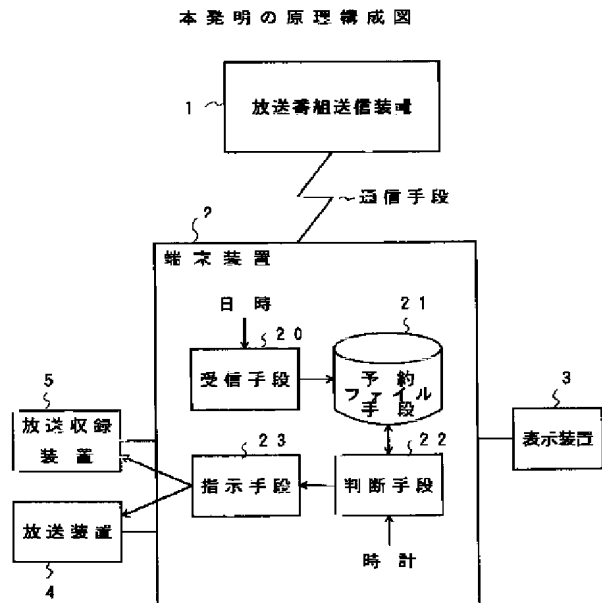 本発明の原理構成図
1
放送番組送信装置
通信手段
2
端末装置
日時
20
21
受信手段
予約
ファイル
手段
5
放送収録
装置
23
22
3
表示装置
指示手段
判断手段
放送装置
4
時計